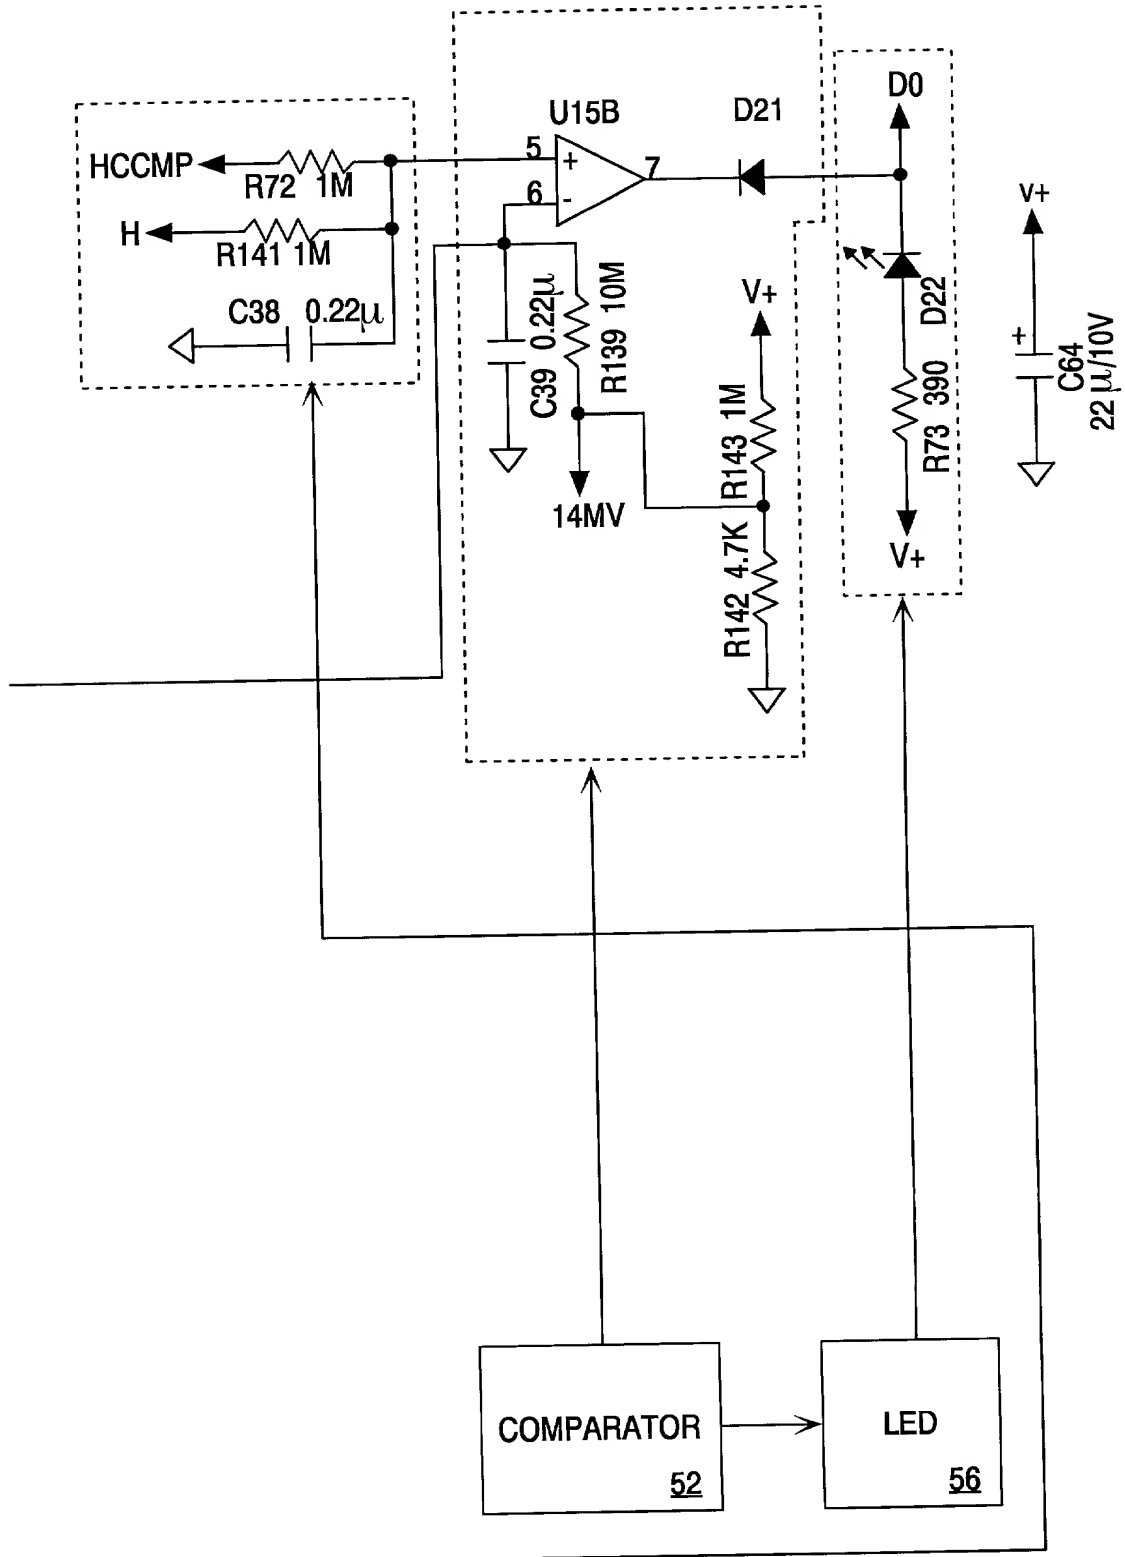 D0
U15B
D21
HCCMP
R72 1M
5
+
7
6
-
V+
H
R141 1M
C38 0.22μ
C39 0.22μ
R139 10M
V+
D22
+
C64
22 μ/10V
R143 1M
R73 390
14MV
R142 4.7K
V+
COMPARATOR
52
LED
56